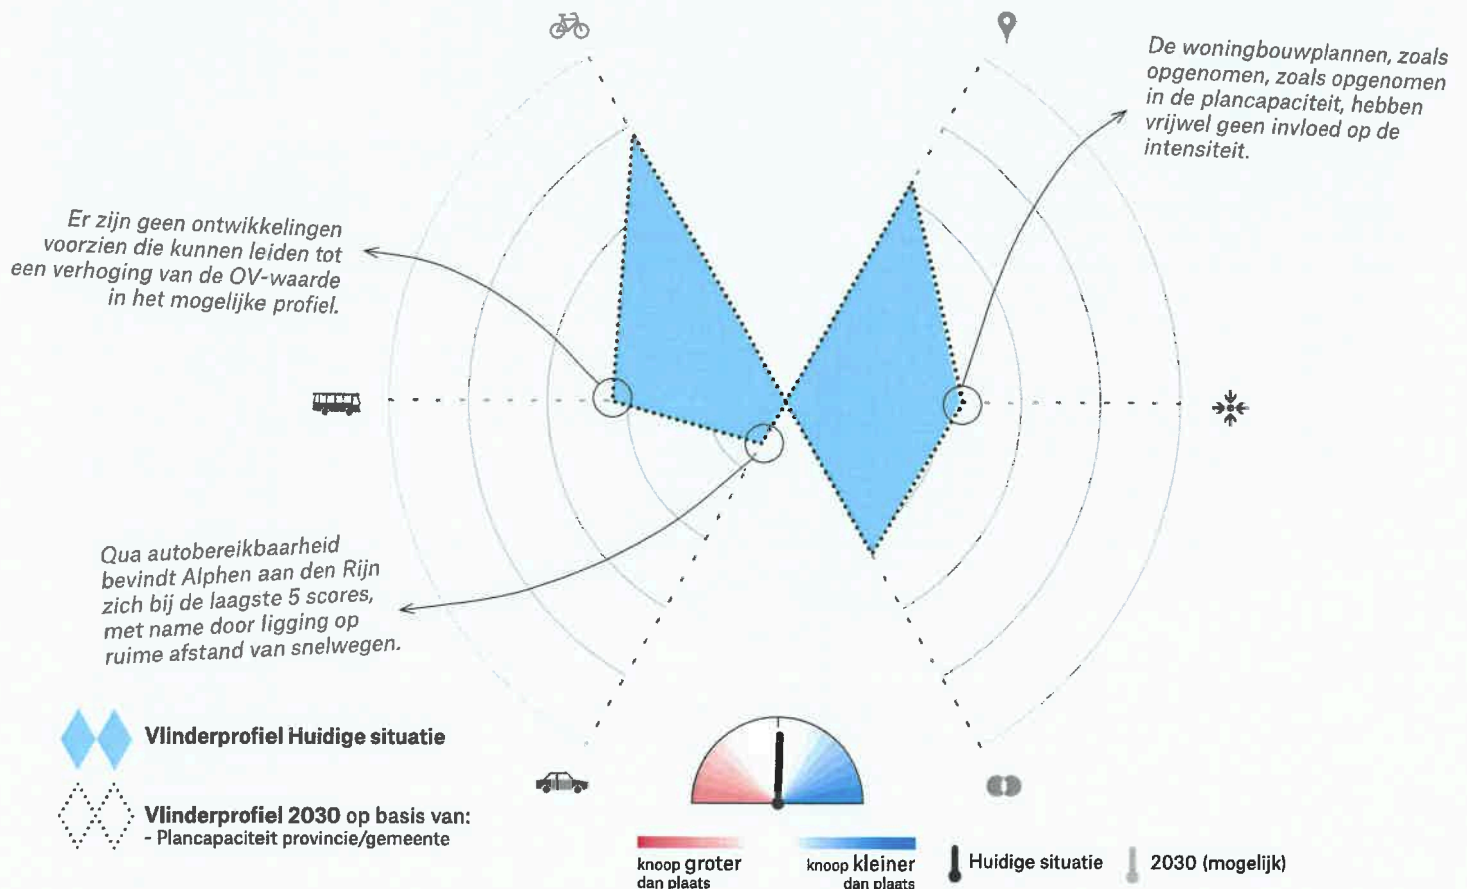 De woningbouwplannen, zoals
opgenomen, zoals opgenomen
in de plancapaciteit, hebben
vrijwel geen invloed op de
intensiteit.
Er zijn geen ontwikkelingen
voorzien die kunnen leiden tot
een verhoging van de OV-waarde
in het mogelijke profiel.
Qua autobereikbaarheid
bevindt Alphen aan den Rijn
zich bij de laagste 5 scores,
met name door ligging op
ruime afstand van snelwegen.
Vlinderprofiel Huidige situatie
Vlinderprofiel 2030 op basis van:
- Plancapaciteit provincie/gemeente
knoop groter
dan plaats
knoop kleiner
dan plaats
Huidige situatie
2030 (mogelijk)